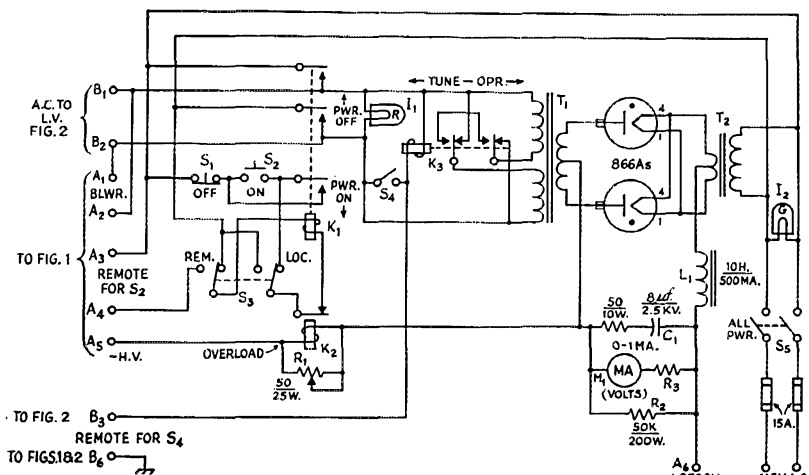 A.C. TO
L.V.
FIG. 2
B1
B2
A1
BLWR.
A2
TO FIG. 1
A3
REMOTE
FOR S2
A4
A5
~H.V.
TO FIG. 2 B3
REMOTE FOR S4
TO FIGS. 1&2 B6
S1
OFF
S2
ON
REM.
LOC.
S3
K1
PWR.
ON
PWR.
OFF
I1
R
TUNE-OPR.
K3
S4
OVERLOAD
K2
R1
50
25W.
T1
4
1
866As
4
1
T2
I2
G
L1
10H.
500MA.
50
10W.
8μf.
2.5KV.
C1
0-1MA.
MA
M1
(VOLTS)
R3
R2
50K
200W.
ALL
PWR.
S5
15A.
A6